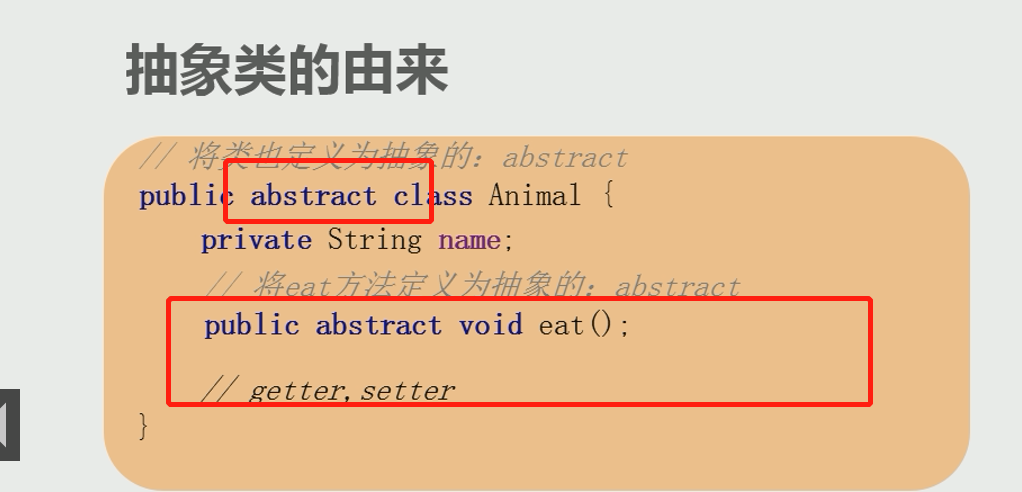 抽象类的由来
// 将类也定义为抽象的：abstract
public abstract class Animal {
private String name;
// 将eat方法定义为抽象的：abstract
public abstract void eat();
// getter,setter
}